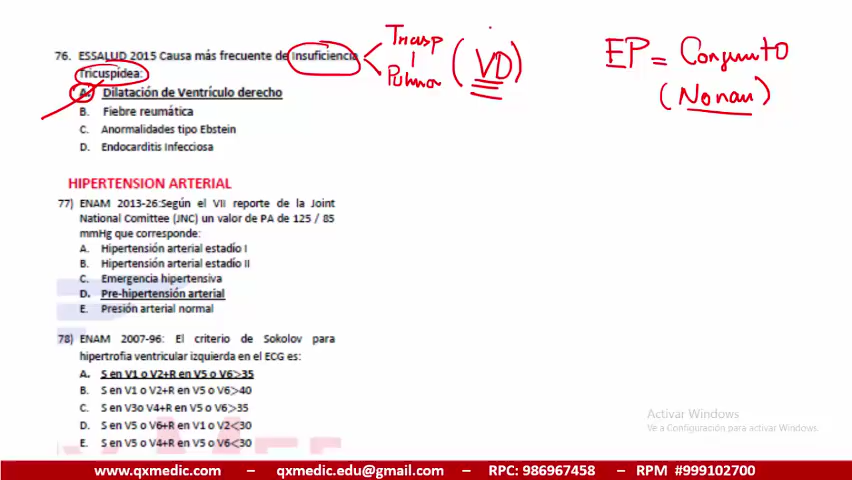 76. ESSALUD 2015 Causa más frecuente de Insuficiencia
Tricuspídea:
A. Dilatación de Ventrículo derecho
B. Fiebre reumática
C. Anormalidades tipo Ebstein
D. Endocarditis Infecciosa
Tricusp
Pulmon
(VD)
EP = Conjunto
HIPERTENSION ARTERIAL
77) ENAM 2013-26:Según el VII reporte de la Joint
National Comittee (JNC) un valor de PA de 125 / 85
mmHg que corresponde:
A. Hipertensión arterial estadío I
B. Hipertensión arterial estadío II
C. Emergencia hipertensiva
D. Pre-hipertensión arterial
E. Presión arterial normal
78) ENAM 2007-96: El criterio de Sokolov para
hipertrofia ventricular izquierda en el ECG es:
A. S en V1 o V2+R en V5 o V6>35
B. S en V1 o V2+R en V5 o V6>40
C. S en V3o V4+R en V5 o V6>35
D. S en V5 o V6+R en V1 o V2<30
E. S en V5 o V4+R en V5 o V6<30
Activar Windows
Ve a Configuración para activar Windows.
www.qxmedic.com – qxmedic.edu@gmail.com – RPC: 986967458 – RPM #999102700